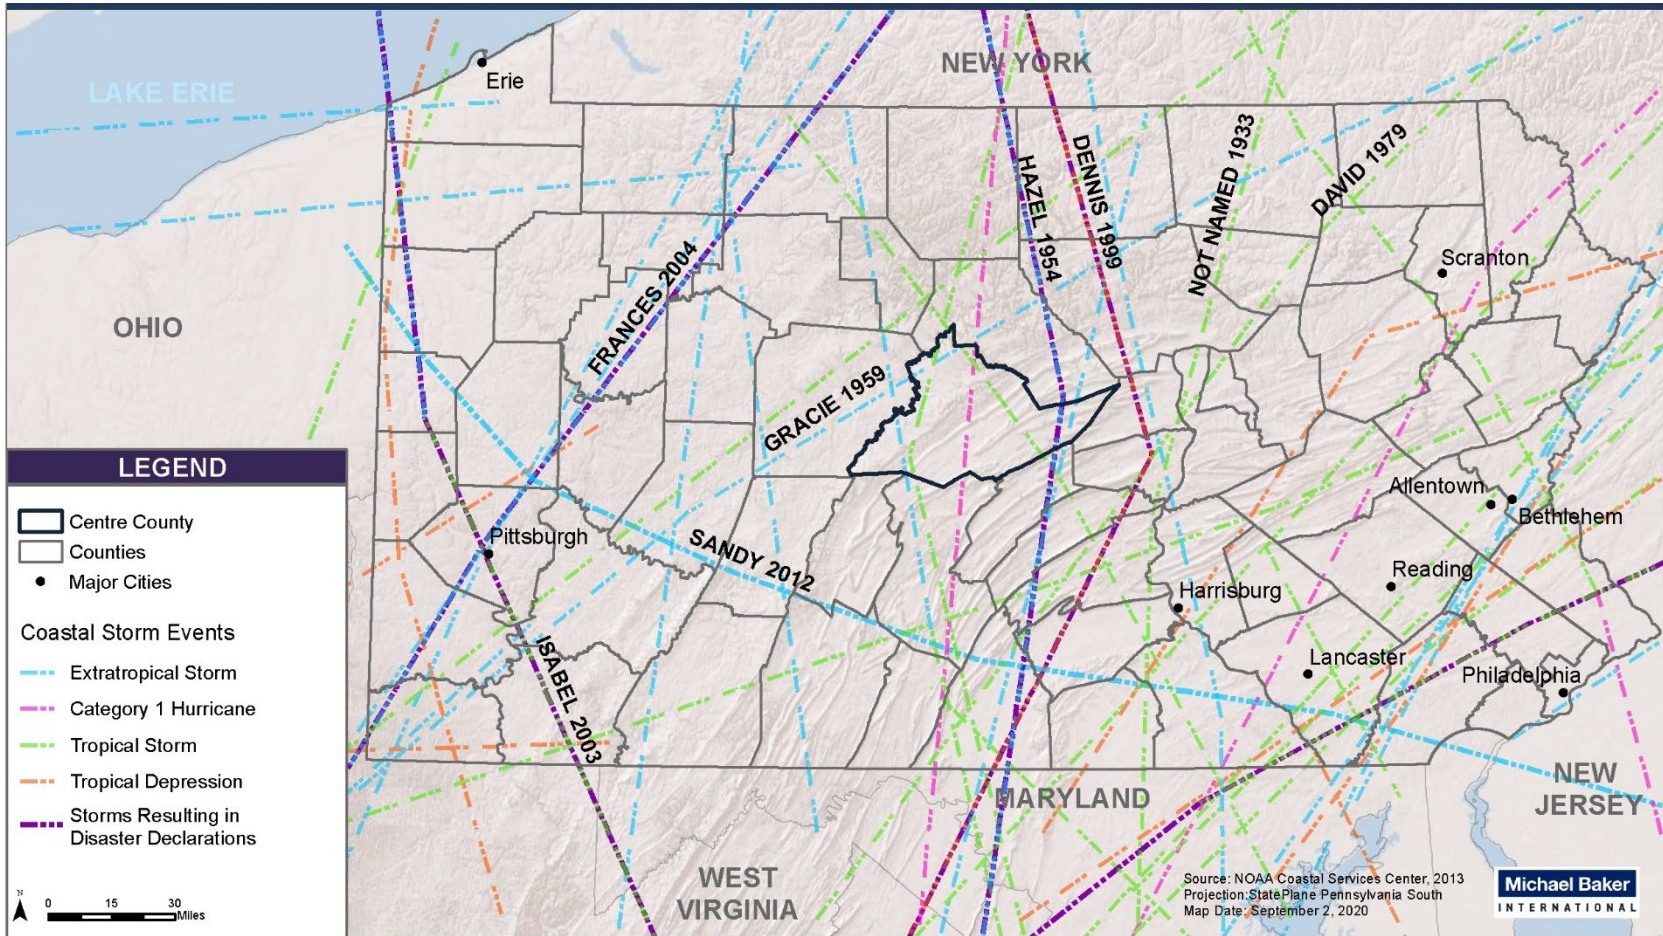 LAKE ERIE
Erie
NEW YORK
OHIO
FRANCES 2004
HAZEL 1954
DENNIS 1999
NOT NAMED 1933
DAVID 1979
Scranton
GRACIE 1959
Allentown
Bethlehem
Pittsburgh
SANDY 2012
Harrisburg
Reading
Lancaster
Philadelphia
ISABEL 2003
MARYLAND
NEW
JERSEY
WEST
VIRGINIA
LEGEND
Centre County
Counties
Major Cities
Coastal Storm Events
Extratropical Storm
Category 1 Hurricane
Tropical Storm
Tropical Depression
Storms Resulting in
Disaster Declarations
N
0 15 30
Miles
Source: NOAA Coastal Services Center, 2013
Projection:StatePlane Pennsylvania South
Map Date: September 2, 2020
Michael Baker
INTERNATIONAL